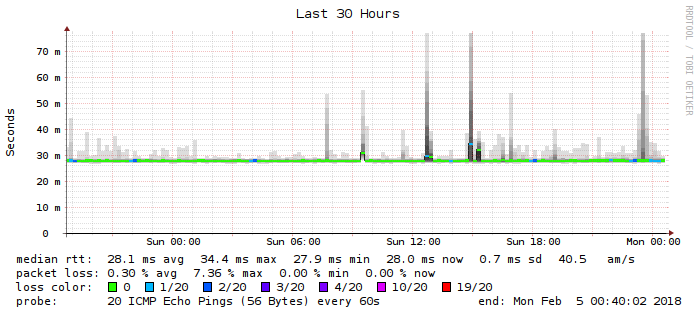 Last 30 Hours
RRDTOOL / TOBI OETIKER
Seconds
70 m
60 m
50 m
40 m
30 m
20 m
10 m
0
Sun 00:00 Sun 06:00 Sun 12:00 Sun 18:00 Mon 00:00
median rtt: 28.1 ms avg 34.4 ms max 27.9 ms min 28.0 ms now 0.7 ms sd 40.5 am/s
packet loss: 0.30 % avg 7.36 % max 0.00 % min 0.00 % now
loss color: 0 1/20 2/20 3/20 4/20 10/20 19/20
probe: 20 ICMP Echo Pings (56 Bytes) every 60s end: Mon Feb 5 00:40:02 2018